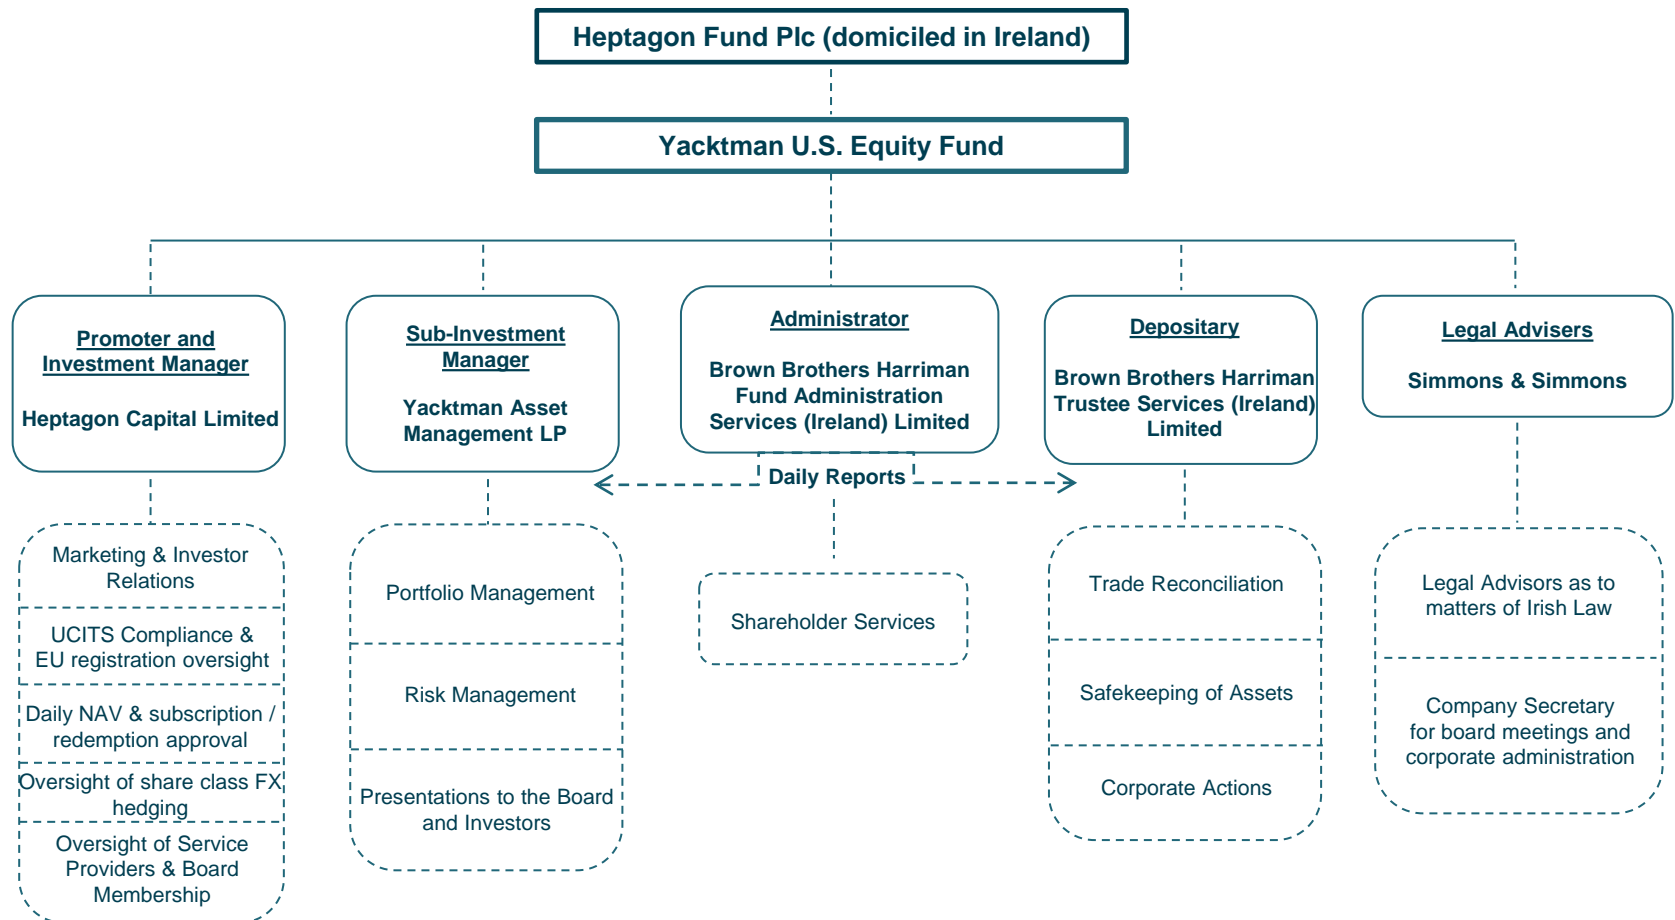 Heptagon Fund Plc (domiciled in Ireland)
Yacktman U.S. Equity Fund
Promoter and
Investment Manager
Heptagon Capital Limited
Sub-Investment
Manager
Yacktman Asset
Management LP
Administrator
Brown Brothers Harriman
Fund Administration
Services (Ireland) Limited
Depositary
Brown Brothers Harriman
Trustee Services (Ireland)
Limited
Legal Advisers
Simmons & Simmons
Daily Reports
Marketing & Investor
Relations
UCITS Compliance &
EU registration oversight
Daily NAV & subscription /
redemption approval
Oversight of share class FX
hedging
Oversight of Service
Providers & Board
Membership
Portfolio Management
Risk Management
Presentations to the Board
and Investors
Shareholder Services
Trade Reconciliation
Safekeeping of Assets
Corporate Actions
Legal Advisors as to
matters of Irish Law
Company Secretary
for board meetings and
corporate administration